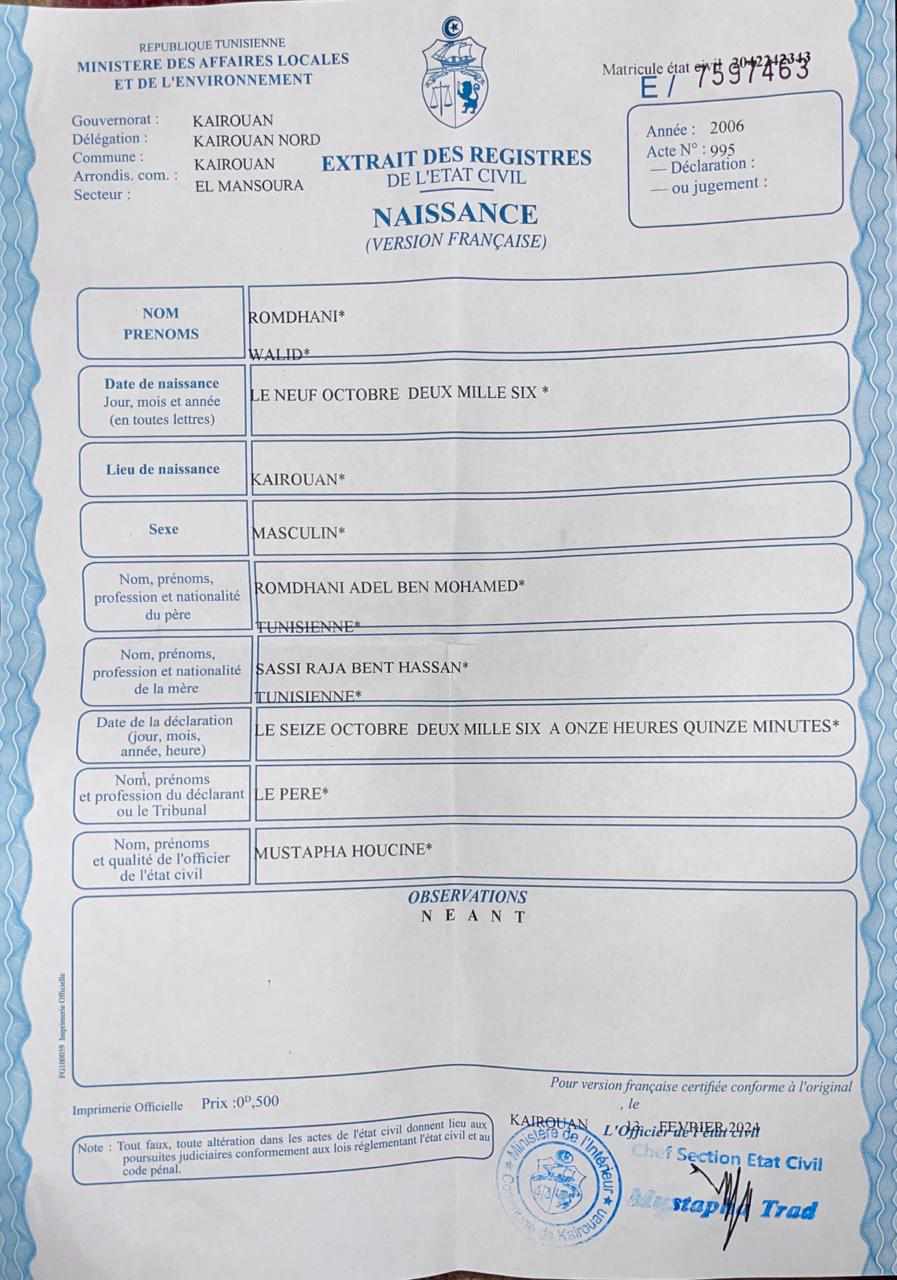 REPUBLIQUE TUNISIENNE
MINISTERE DES AFFAIRES LOCALES
ET DE L'ENVIRONNEMENT
Gouvernorat : KAIROUAN
Délégation : KAIROUAN NORD
Commune : KAIROUAN
Arrondis. com. : EL MANSOURA
Secteur :
EXTRAIT DES REGISTRES
DE L'ETAT CIVIL
NAISSANCE
(VERSION FRANÇAISE)
Matricule état civil
E / 7597463
Année : 2006
Acte N° : 995
— Déclaration :
— ou jugement :
NOM
PRENOMS
ROMDHANI*
WALID*
Date de naissance
Jour, mois et année
(en toutes lettres)
LE NEUF OCTOBRE DEUX MILLE SIX *
Lieu de naissance
KAIROUAN*
Sexe
MASCULIN*
Nom, prénoms,
profession et nationalité
du père
ROMDHANI ADEL BEN MOHAMED*
TUNISIENNE*
Nom, prénoms,
profession et nationalité
de la mère
SASSI RAJA BENT HASSAN*
TUNISIENNE*
Date de la déclaration
(jour, mois,
année, heure)
LE SEIZE OCTOBRE DEUX MILLE SIX A ONZE HEURES QUINZE MINUTES*
Nom, prénoms
et profession du déclarant
ou le Tribunal
LE PERE*
Nom, prénoms
et qualité de l'officier
de l'état civil
MUSTAPHA HOUCINE*
OBSERVATIONS
N E A N T
PG100059 Imprimerie Officielle
Imprimerie Officielle Prix :0ᴰ,500
Note : Tout faux, toute altération dans les actes de l'état civil donnent lieu aux
poursuites judiciaires conformement aux lois réglementant l'état civil et au
code pénal.
Pour version française certifiée conforme à l'original
, le
KAIROUAN FEVRIER 2024
L'Officier de l'état civil
Chef Section Etat Civil
Mustapha Trad
Ministère de l'Intérieur
Commune de Kairouan